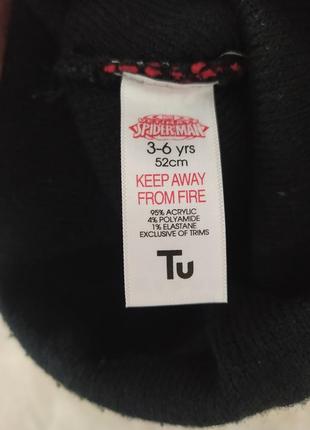 SPIDER-MAN
3-6 yrs
52cm
KEEP AWAY
FROM FIRE
95% ACRYLIC
4% POLYAMIDE
1% ELASTANE
EXCLUSIVE OF TRIMS
Tu